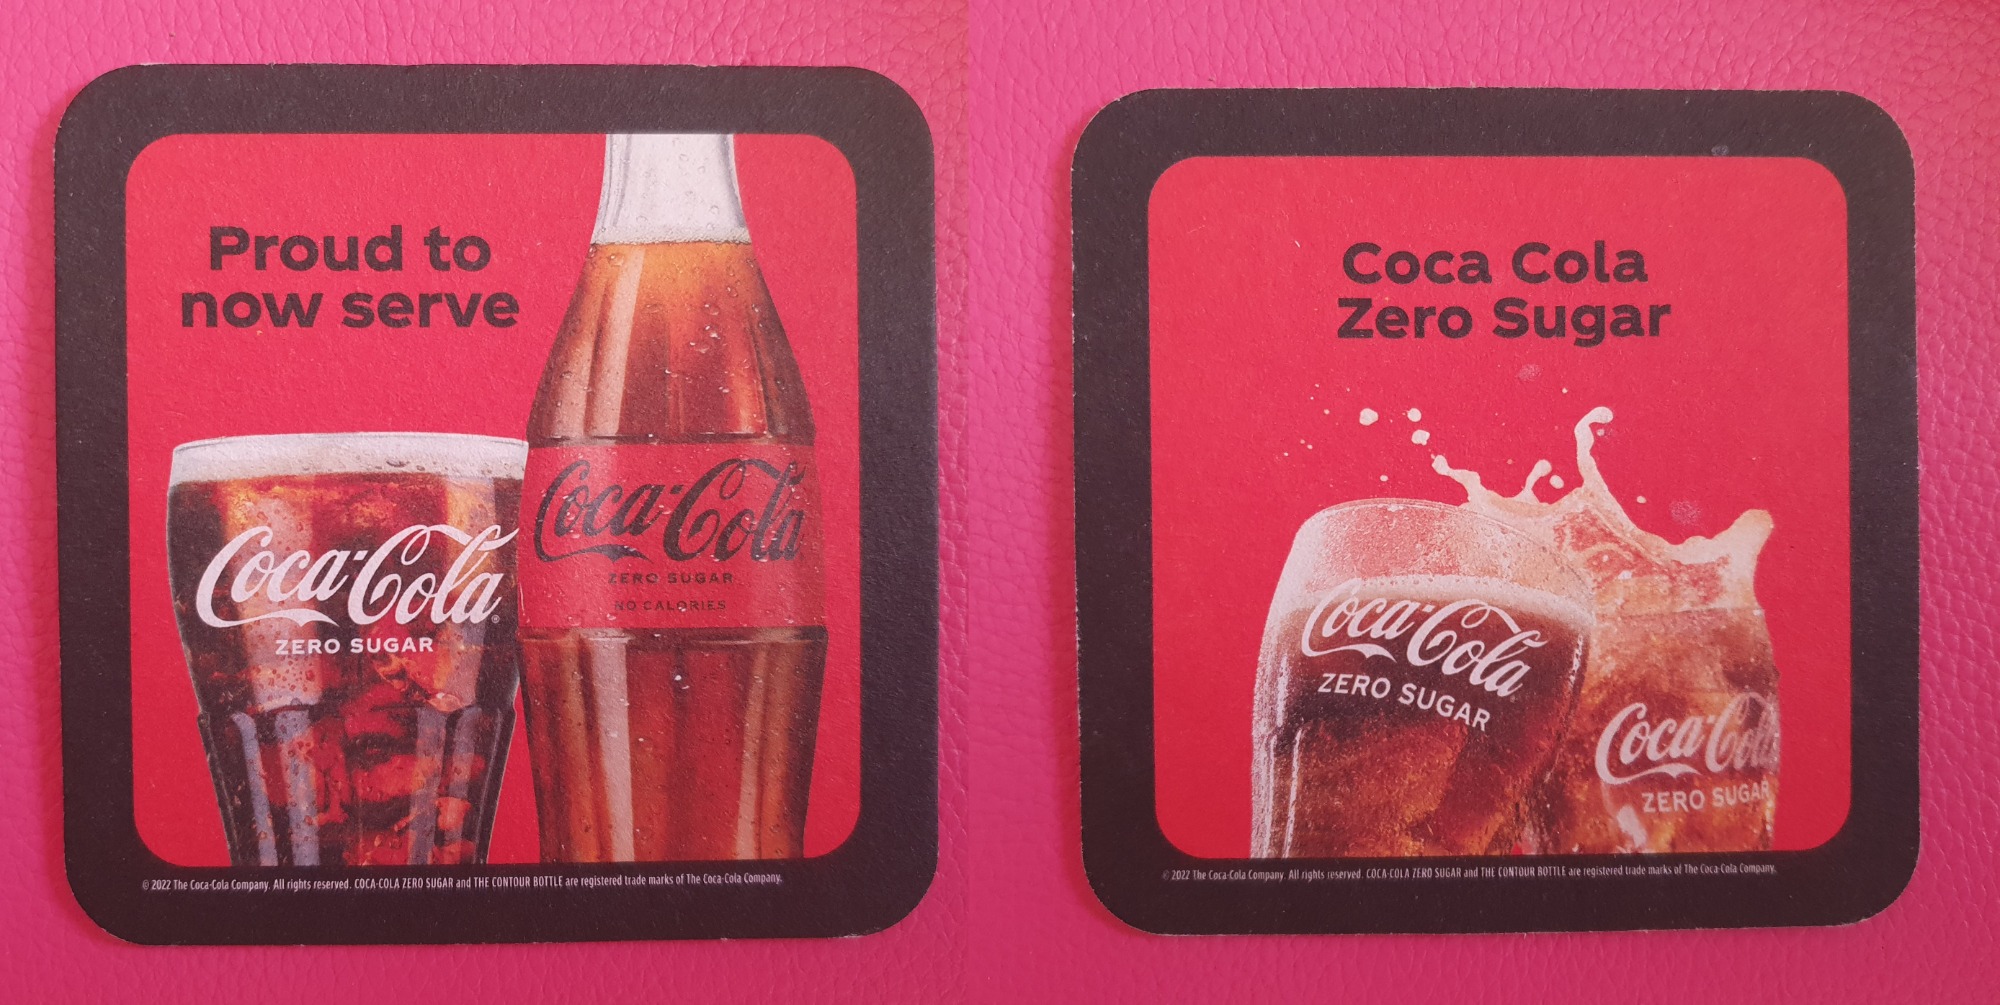 Proud to
now serve
Coca-Cola
ZERO SUGAR
NO CALORIES
Coca-Cola®
ZERO SUGAR
© 2022 The Coca-Cola Company. All rights reserved. COCA-COLA ZERO SUGAR and THE CONTOUR BOTTLE are registered trade marks of The Coca-Cola Company.
Coca Cola
Zero Sugar
Coca-Cola
ZERO SUGAR
Coca-Cola
ZERO SUGAR
© 2022 The Coca-Cola Company. All rights reserved. COCA-COLA ZERO SUGAR and THE CONTOUR BOTTLE are registered trade marks of The Coca-Cola Company.